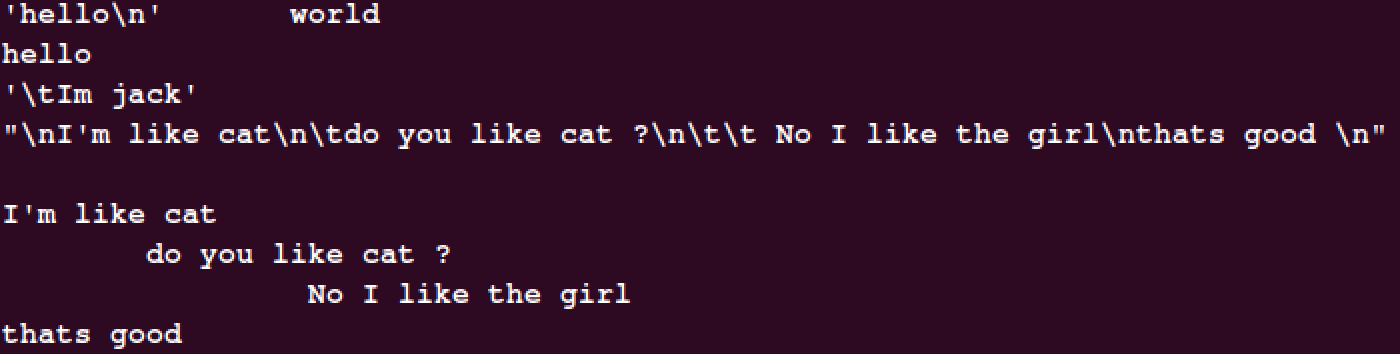 'hello\n'       world
hello
'\tIm jack'
"\nI'm like cat\n\tdo you like cat ?\n\t\t No I like the girl\nthats good \n"

I'm like cat
        do you like cat ?
                 No I like the girl
thats good